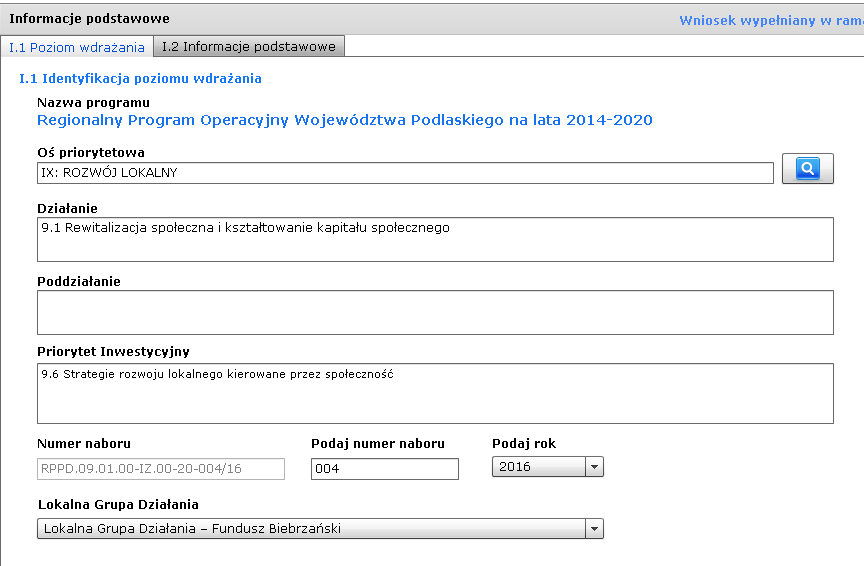 Informacje podstawowe
Wniosek wypełniany w rama
I.1 Poziom wdrażania
I.2 Informacje podstawowe
I.1 Identyfikacja poziomu wdrażania
Nazwa programu
Regionalny Program Operacyjny Województwa Podlaskiego na lata 2014-2020
Oś priorytetowa
IX: ROZWÓJ LOKALNY
Działanie
9.1 Rewitalizacja społeczna i kształtowanie kapitału społecznego
Poddziałanie
Priorytet Inwestycyjny
9.6 Strategie rozwoju lokalnego kierowane przez społeczność
Numer naboru
Podaj numer naboru
Podaj rok
RPPD.09.01.00-IZ.00-20-004/16
004
2016
Lokalna Grupa Działania
Lokalna Grupa Działania – Fundusz Biebrzański